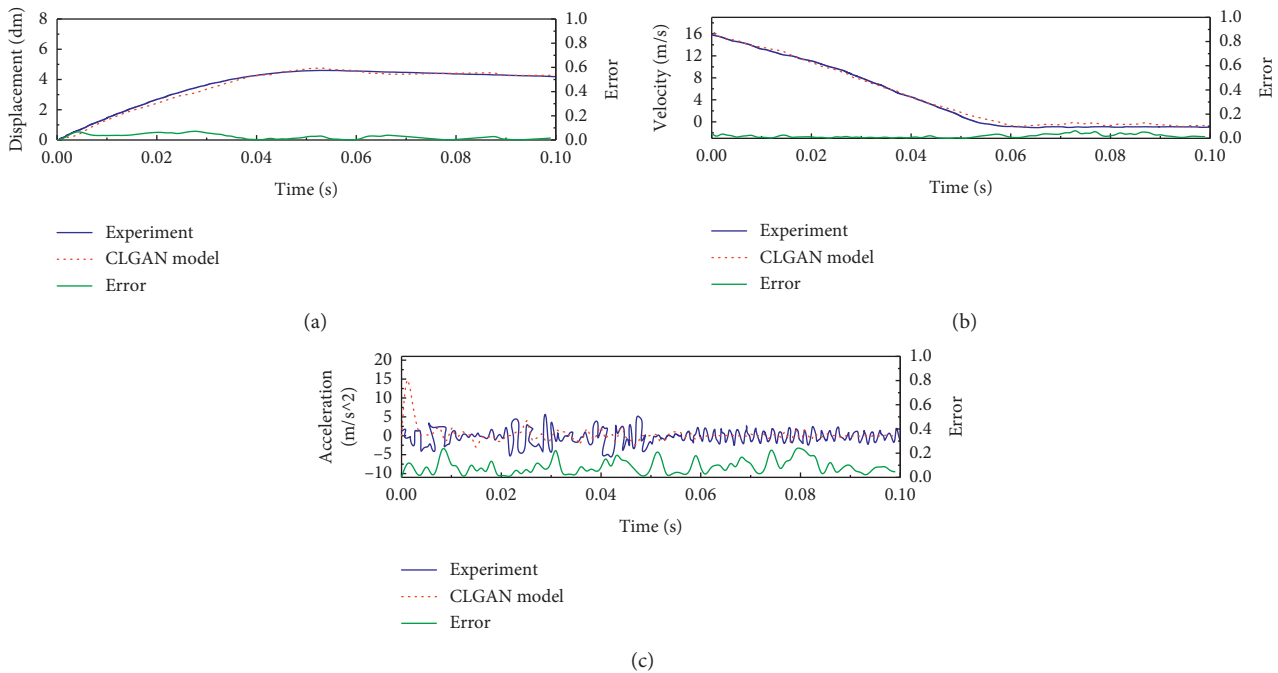 Displacement (dm)
8
6
4
2
0
0.00 0.02 0.04 0.06 0.08 0.10
Time (s)
1.0
0.8
0.6
0.4
0.2
0.0
Error
Experiment
CLGAN model
Error
(a)
Velocity (m/s)
16
12
8
4
0
0.00 0.02 0.04 0.06 0.08 0.10
Time (s)
1.0
0.8
0.6
0.4
0.2
0.0
Error
Experiment
CLGAN model
Error
(b)
Acceleration
(m/s^2)
20
15
10
5
0
−5
−10
0.00 0.02 0.04 0.06 0.08 0.10
Time (s)
1.0
0.8
0.6
0.4
0.2
0.0
Error
Experiment
CLGAN model
Error
(c)